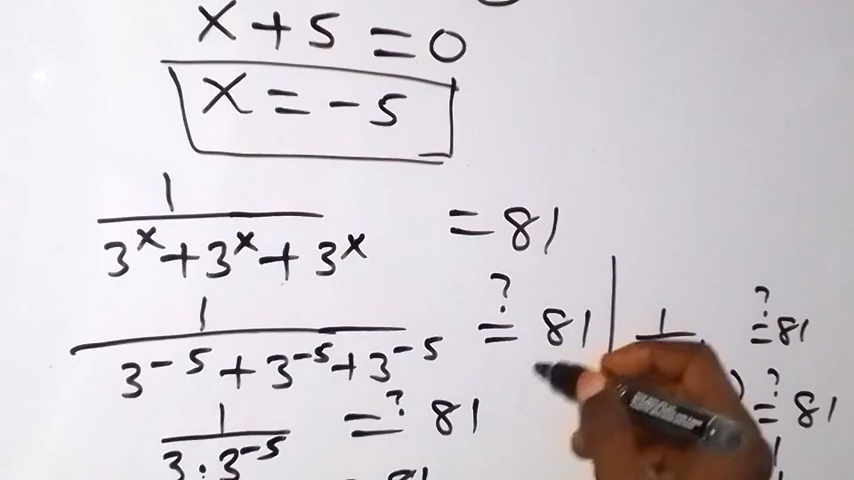 x + 5 = 0
x = -5
1
3^x + 3^x + 3^x = 81
1
3^-5 + 3^-5 + 3^-5 =? 81
1
3 · 3^-5 =? 81
= 81
1 =? 81
=? 81